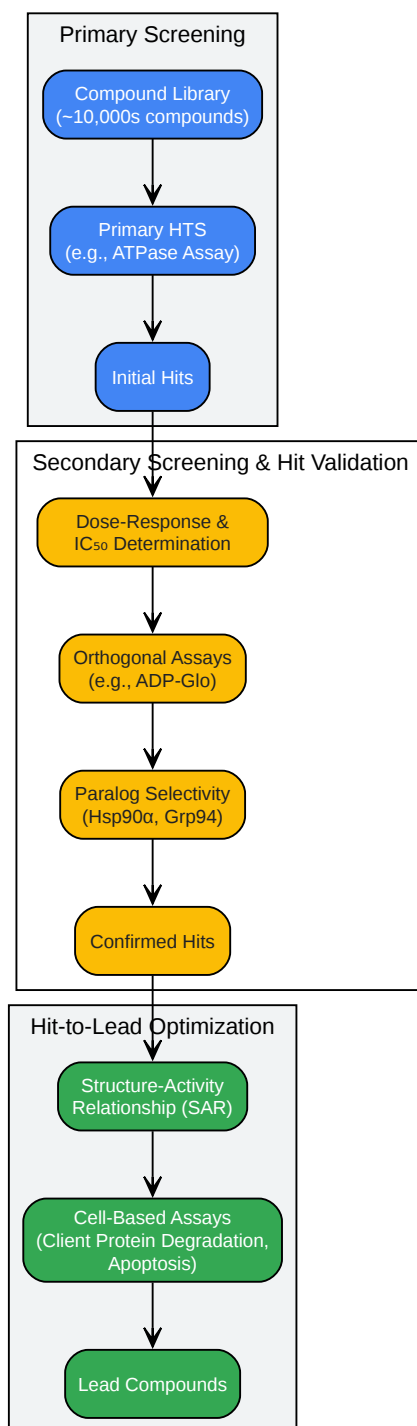 Primary Screening
Compound Library
(~10,000s compounds)
Primary HTS
(e.g., ATPase Assay)
Initial Hits
Secondary Screening & Hit Validation
Dose-Response &
IC₅₀ Determination
Orthogonal Assays
(e.g., ADP-Glo)
Paralog Selectivity
(Hsp90α, Grp94)
Confirmed Hits
Hit-to-Lead Optimization
Structure-Activity
Relationship (SAR)
Cell-Based Assays
(Client Protein Degradation,
Apoptosis)
Lead Compounds